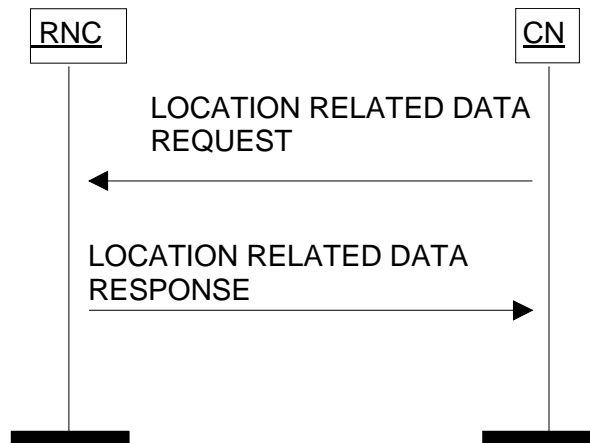 RNC
CN
LOCATION RELATED DATA
REQUEST
LOCATION RELATED DATA
RESPONSE